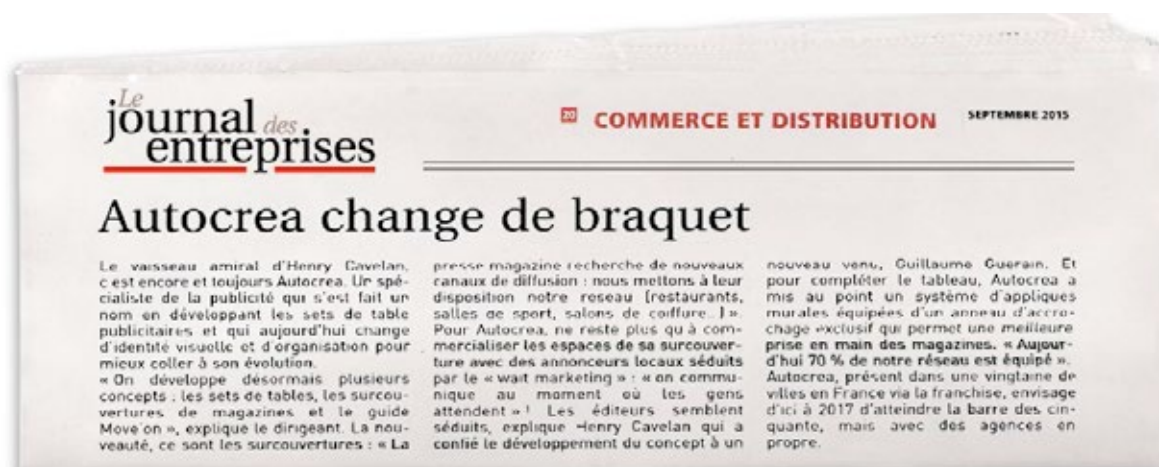 Le
journal des
entreprises
20 COMMERCE ET DISTRIBUTION SEPTEMBRE 2015
Autocrea change de braquet
Le vaisseau amiral d'Henry Cavelan,
c'est encore et toujours Autocrea. Un spé-
cialiste de la publicité qui s'est fait un
nom en développant les sets de table
publicitaires et qui aujourd'hui change
d'identité visuelle et d'organisation pour
mieux coller à son évolution.
« On développe désormais plusieurs
concepts : les sets de tables, les surcou-
vertures de magazines et le guide
Move'on », explique le dirigeant. La nou-
veauté, ce sont les surcouvertures : « La
presse magazine recherche de nouveaux
canaux de diffusion : nous mettons à leur
disposition notre reseau (restaurants,
salles de sport, salons de coiffure...) ».
Pour Autocrea, ne reste plus qu'à com-
mercialiser les espaces de sa surcouver-
ture avec des annonceurs locaux séduits
par le « wait marketing » : « on commu-
nique au moment où les gens
attendent » ! Les éditeurs semblent
séduits, explique Henry Cavelan qui a
confié le développement du concept à un
nouveau venu, Guillaume Guerain. Et
pour compléter le tableau, Autocrea a
mis au point un système d'appliques
murales équipées d'un anneau d'accro-
chage exclusif qui permet une meilleure
prise en main des magazines. « Aujour-
d'hui 70 % de notre réseau est équipé ».
Autocrea, présent dans une vingtaine de
villes en France via la franchise, envisage
d'ici à 2017 d'atteindre la barre des cin-
quante, mais avec des agences en
propre.